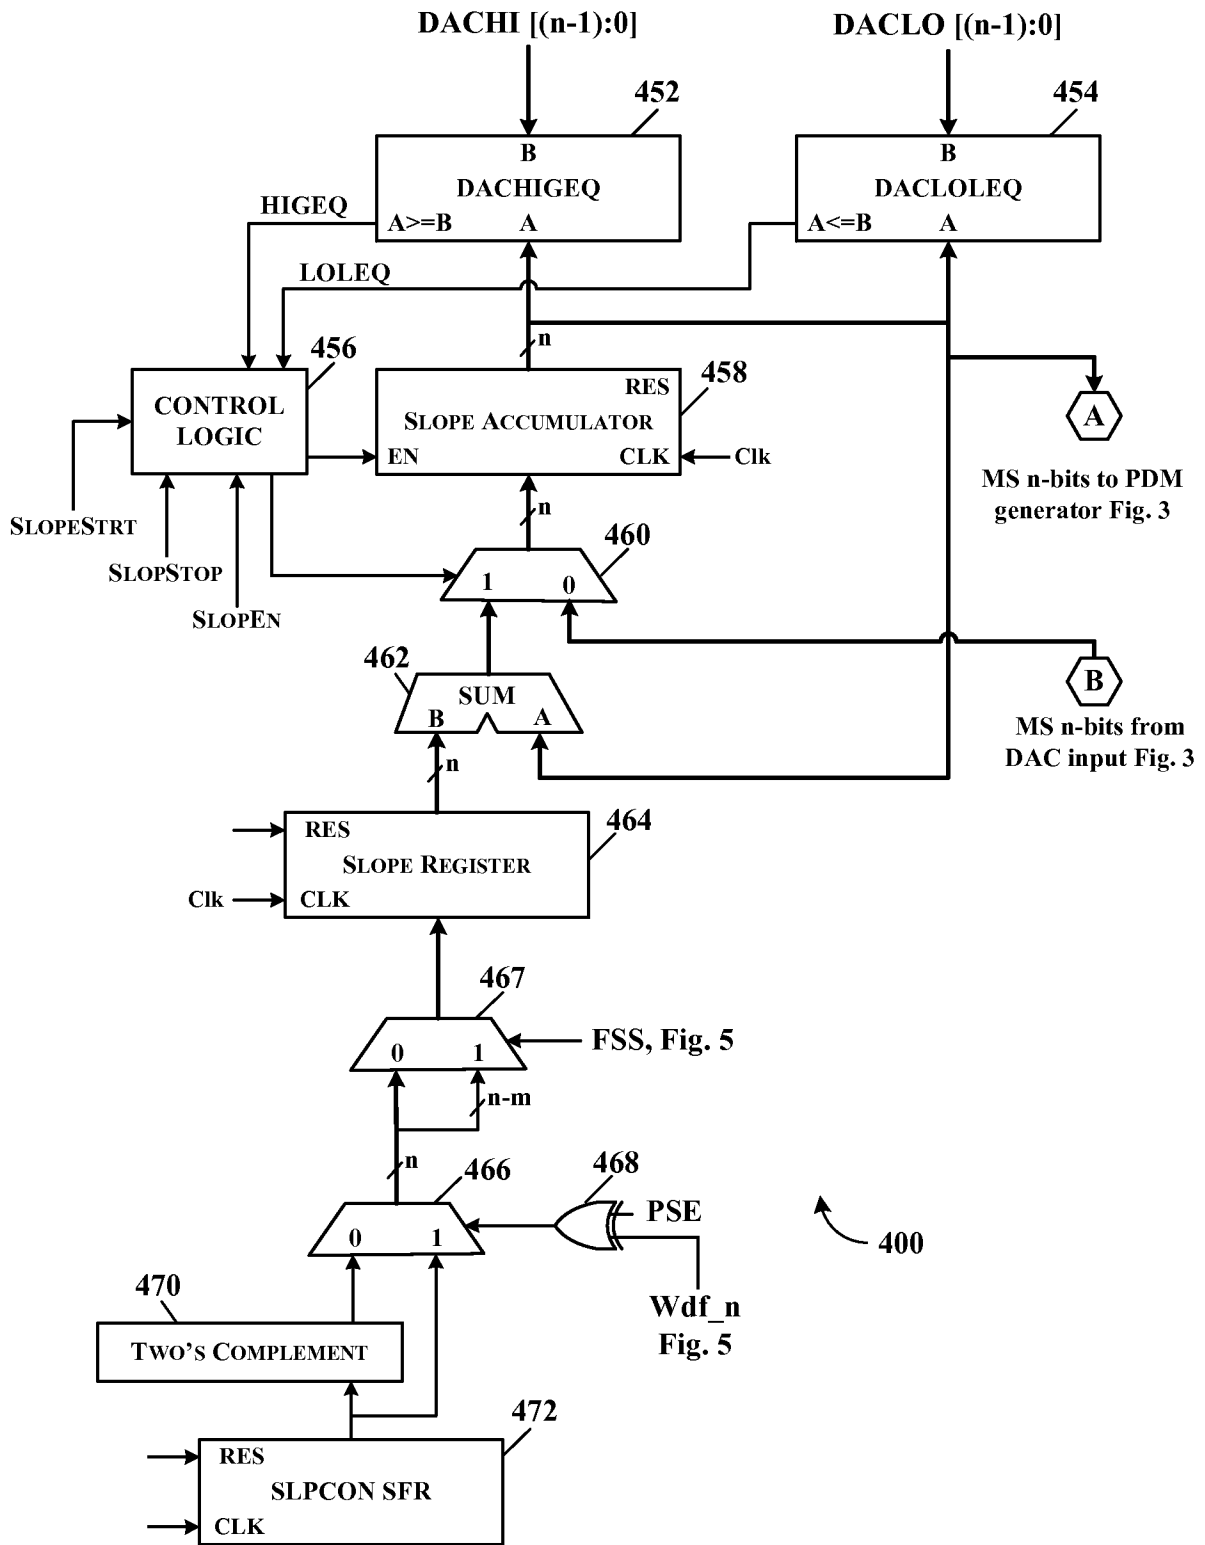 DACHI [(n-1):0]
DACLO [(n-1):0]
452
454
B
DACHIGEQ
A>=B A
B
DACLOLEQ
A<=B A
HIGEQ
LOLEQ
n
456
CONTROL
LOGIC
458
RES
SLOPE ACCUMULATOR
EN CLK
Clk
A
MS n-bits to PDM
generator Fig. 3
SLOPESTRT
SLOPSTOP
SLOPEN
n
460
1 0
462
SUM
B A
B
MS n-bits from
DAC input Fig. 3
n
464
RES
SLOPE REGISTER
Clk
CLK
467
0 1
FSS, Fig. 5
n-m
n
466
468
0 1
PSE
Wdf_n
Fig. 5
400
470
TWO'S COMPLEMENT
472
RES
SLPCON SFR
CLK